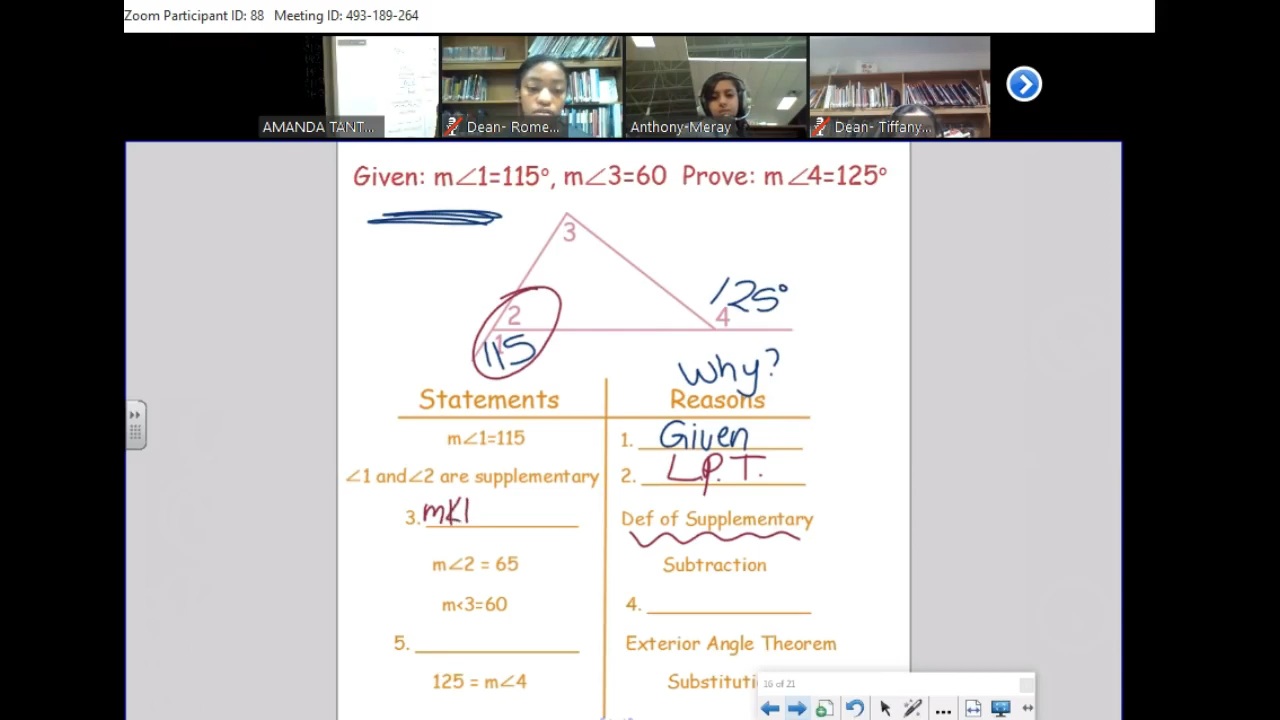 Zoom Participant ID: 88 Meeting ID: 493-189-264
AMANDA TANT... Dean- Rome... Anthony-Meray Dean- Tiffany...
Given: m∠1=115°, m∠3=60 Prove: m∠4=125°
3
125°
2
4
1
115
Why?
Statements Reasons
m∠1=115 1. Given
∠1 and∠2 are supplementary 2. L.P.T.
3. m<1 Def of Supplementary
m∠2 = 65 Subtraction
m<3=60 4.
5. Exterior Angle Theorem
125 = m∠4 Substituti
16 of 21